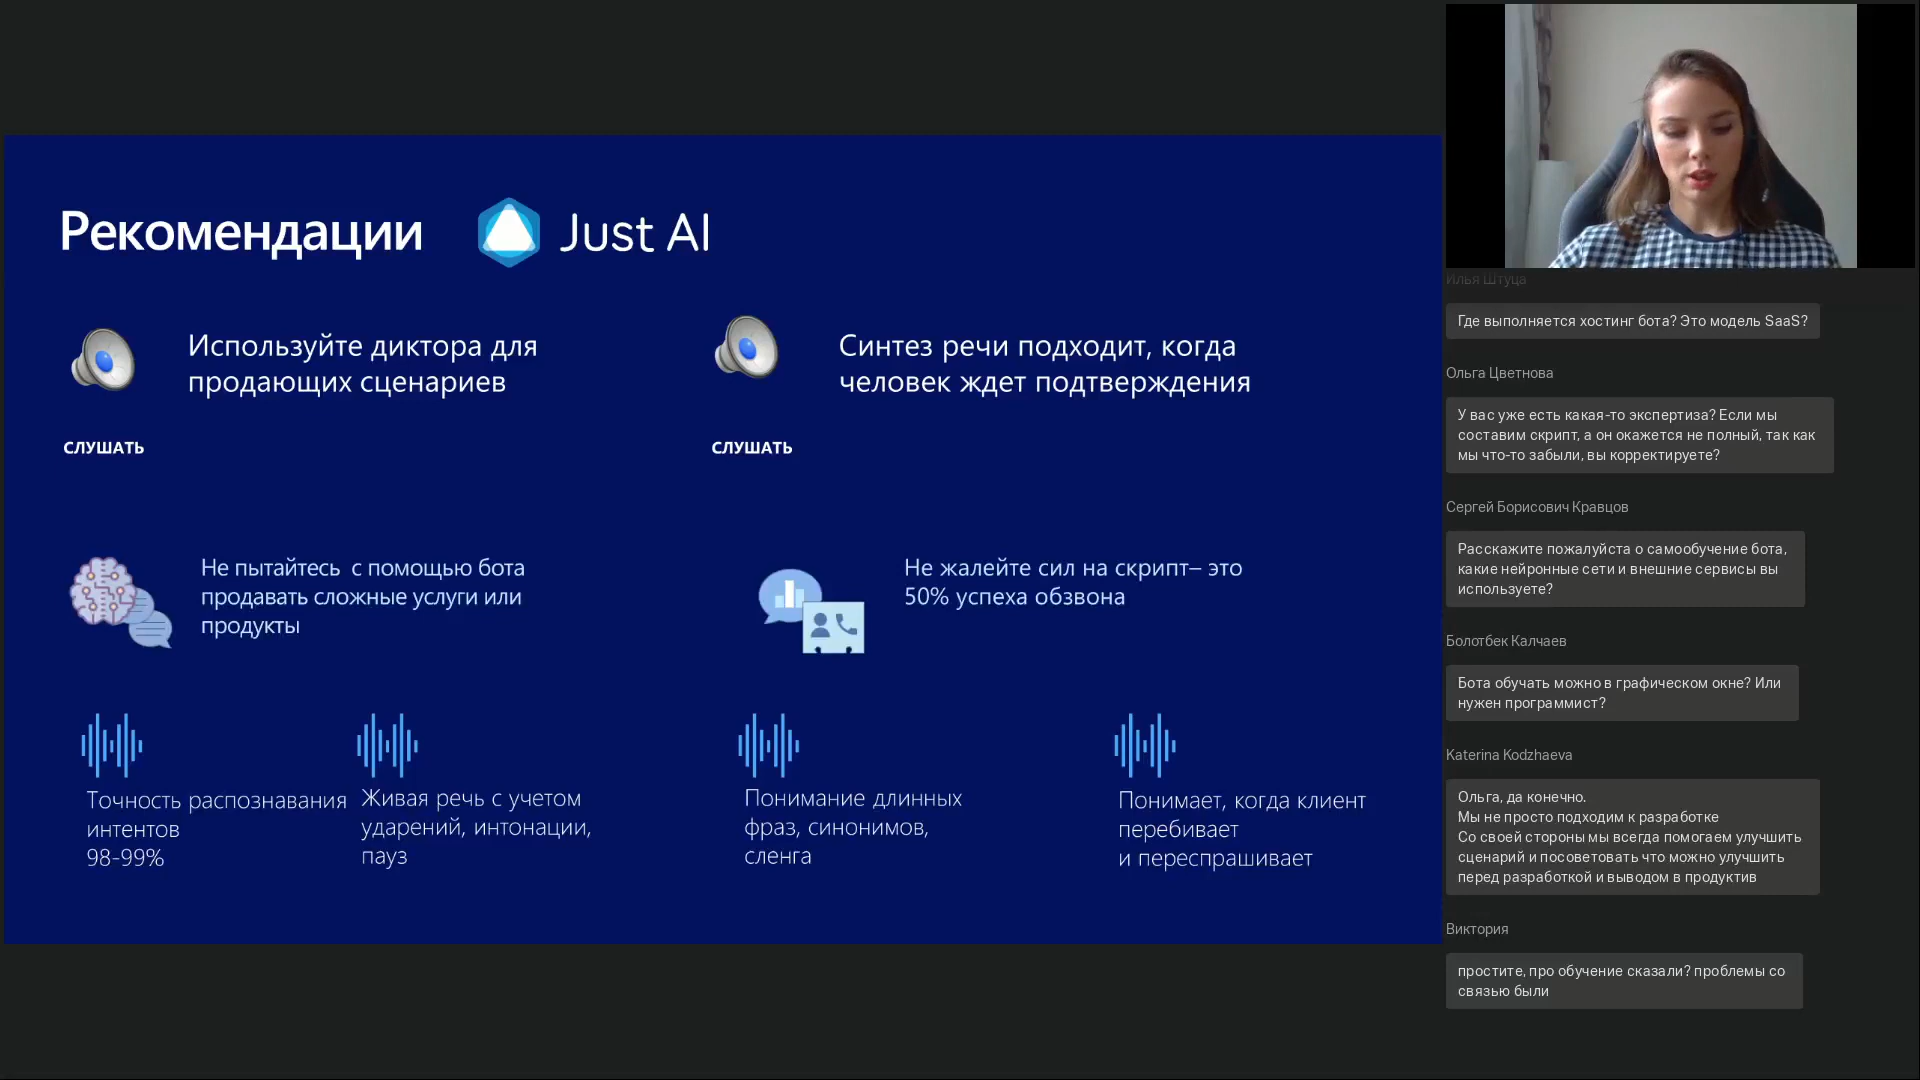 Рекомендации
Just AI
Используйте диктора для
продающих сценариев
СЛУШАТЬ
Синтез речи подходит, когда
человек ждет подтверждения
СЛУШАТЬ
Не пытайтесь с помощью бота
продавать сложные услуги или
продукты
Не жалейте сил на скрипт– это
50% успеха обзвона
Точность распознавания
интентов
98-99%
Живая речь с учетом
ударений, интонации,
пауз
Понимание длинных
фраз, синонимов,
сленга
Понимает, когда клиент
перебивает
и переспрашивает
Илья Штуца
Где выполняется хостинг бота? Это модель SaaS?
Ольга Цветнова
У вас уже есть какая-то экспертиза? Если мы
составим скрипт, а он окажется не полный, так как
мы что-то забыли, вы корректируете?
Сергей Борисович Кравцов
Расскажите пожалуйста о самообучение бота,
какие нейронные сети и внешние сервисы вы
используете?
Болотбек Калчаев
Бота обучать можно в графическом окне? Или
нужен программист?
Katerina Kodzhaeva
Ольга, да конечно.
Мы не просто подходим к разработке
Со своей стороны мы всегда помогаем улучшить
сценарий и посоветовать что можно улучшить
перед разработкой и выводом в продуктив
Виктория
простите, про обучение сказали? проблемы со
связью были